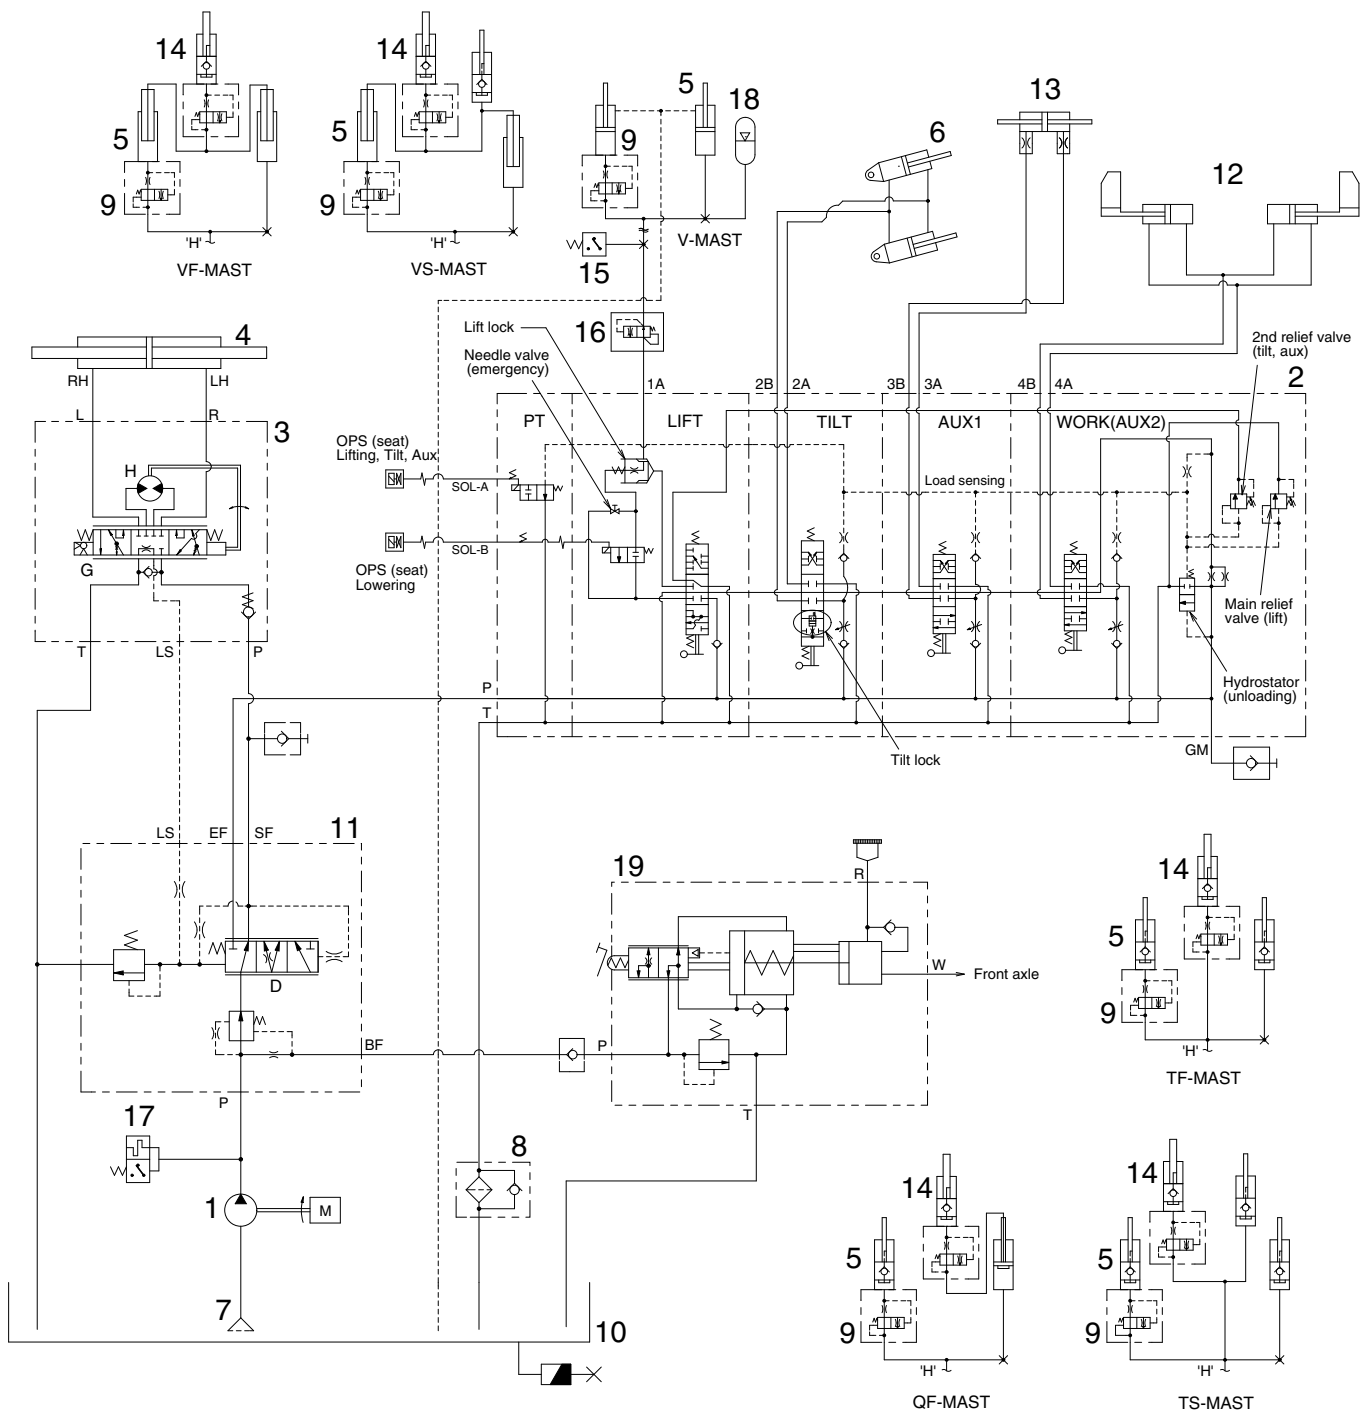 14
14
5
5
9
9
'H'
'H'
VF-MAST
VS-MAST
5
18
9
V-MAST
15
16
6
13
12
4
RH
LH
L
R
3
H
G
T
LS
P
Lift lock
Needle valve
(emergency)
1A
2B
2A
3B
3A
4B
4A
2nd relief valve
(tilt, aux)
2
PT
LIFT
TILT
AUX1
WORK(AUX2)
OPS (seat)
Lifting, Tilt, Aux
SOL-A
Load sensing
SOL-B
OPS (seat)
Lowering
Main relief
valve (lift)
Hydrostator
(unloading)
P
T
Tilt lock
GM
LS
EF
SF
11
D
BF
P
17
1
M
7
8
10
19
R
W
Front axle
P
T
14
5
9
'H'
TF-MAST
14
5
9
'H'
QF-MAST
14
5
9
'H'
TS-MAST